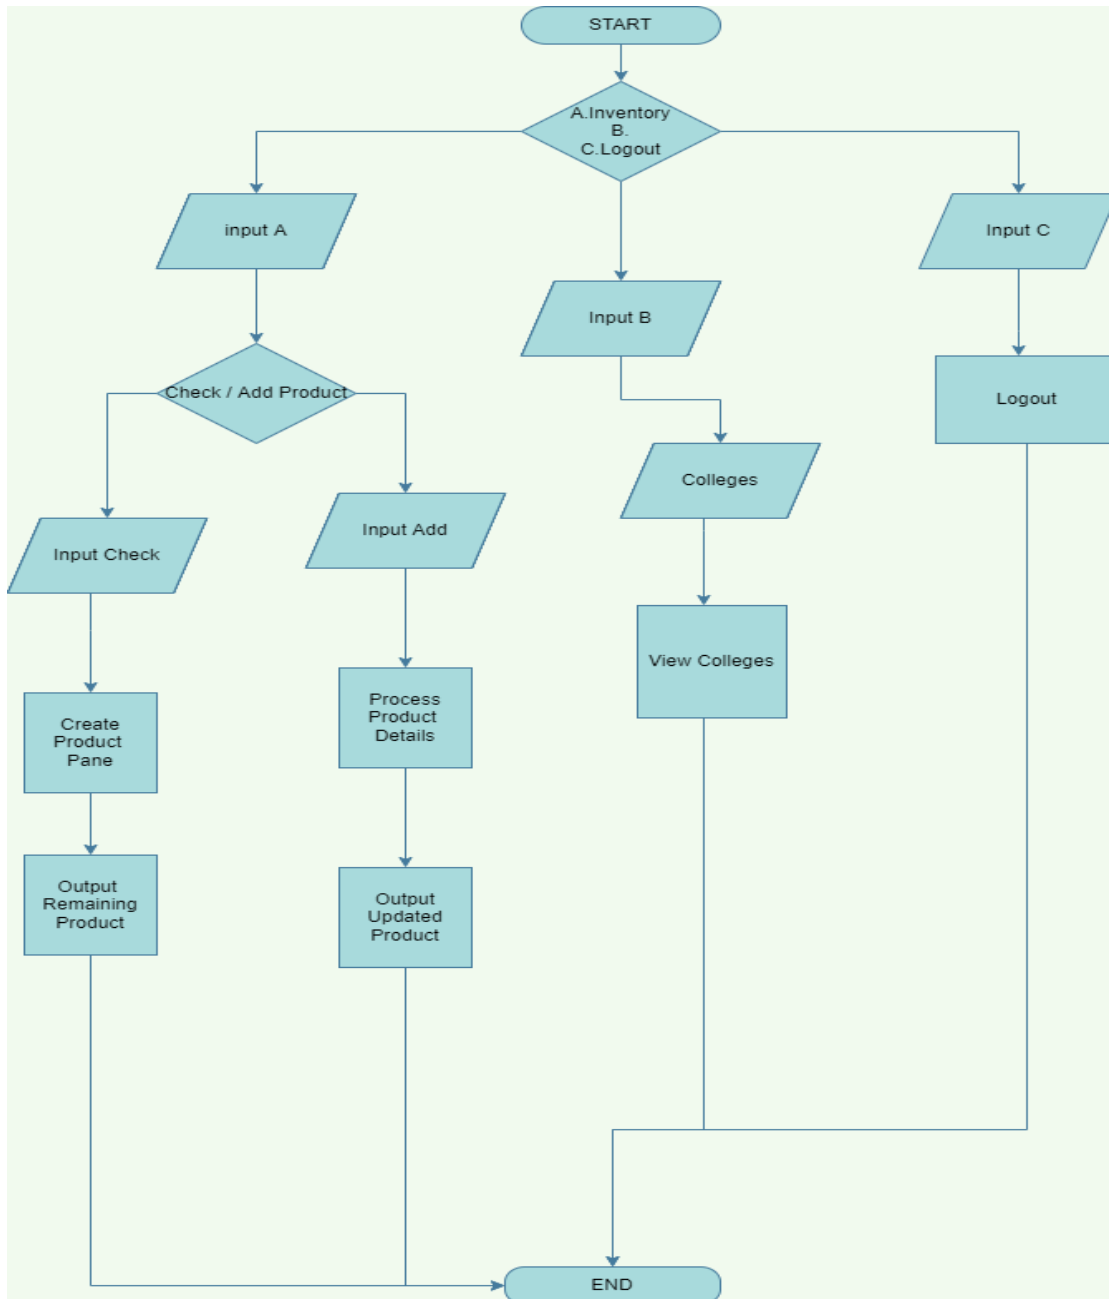 START
A.Inventory
B.
C.Logout
input A
Input C
Input B
Check / Add Product
Logout
Colleges
Input Add
Input Check
View Colleges
Process
Product
Details
Create
Product
Pane
Output
Remaining
Product
Output
Updated
Product
END